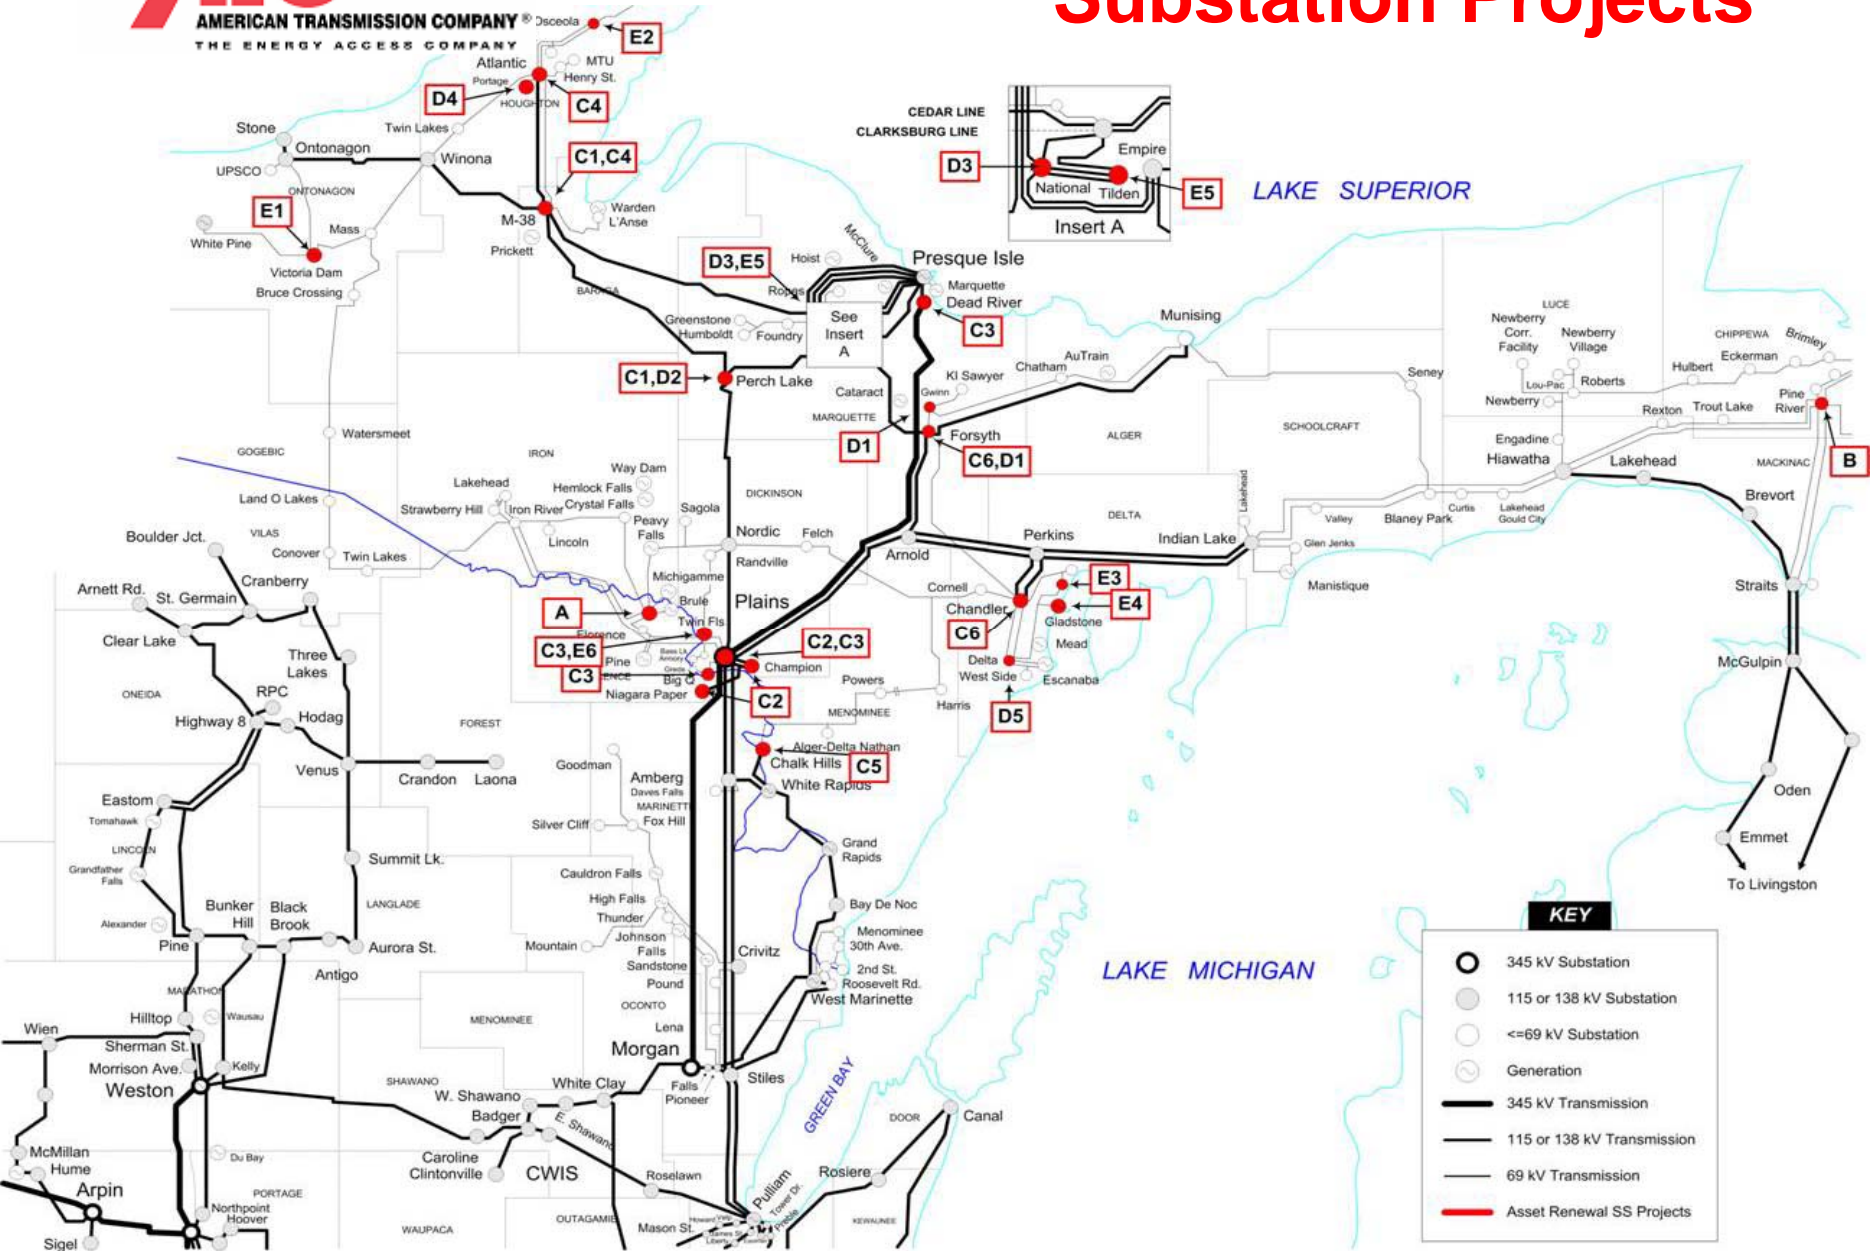 Substation Projects
AMERICAN TRANSMISSION COMPANY®
THE ENERGY ACCESS COMPANY
Osceola
E2
Atlantic
MTU
Portage
Henry St.
D4
HOUGHTON
C4
CEDAR LINE
CLARKSBURG LINE
Empire
D3
National
Tilden
E5
Insert A
LAKE SUPERIOR
Stone
Twin Lakes
Ontonagon
Winona
UPSCO
C1,C4
ONTONAGON
E1
M-38
Warden
L'Anse
White Pine
Mass
Prickett
Victoria Dam
Bruce Crossing
BARAGA
D3,E5
Hoist
McClure
Presque Isle
Ropes
Marquette
Dead River
C3
Greenstone
Humboldt
Foundry
See
Insert
A
Munising
LUCE
Newberry
Corr.
Facility
Newberry
Village
CHIPPEWA
Brimley
Eckerman
Hulbert
AuTrain
Chatham
KI Sawyer
Seney
Lou-Pac
Roberts
Newberry
Pine
River
C1,D2
Perch Lake
Cataract
Gwinn
MARQUETTE
Rexton
Trout Lake
D1
Forsyth
C6,D1
ALGER
SCHOOLCRAFT
Engadine
Hiawatha
Lakehead
MACKINAC
B
Watersmeet
GOGEBIC
IRON
Way Dam
Lakehead
Hemlock Falls
Crystal Falls
DICKINSON
Lakehead
Brevort
Land O Lakes
Strawberry Hill
Iron River
Sagola
Peavy
Falls
DELTA
Valley
Blaney Park
Curtis
Lakehead
Gould City
Boulder Jct.
VILAS
Conover
Twin Lakes
Lincoln
Nordic
Felch
Randville
Arnold
Perkins
Indian Lake
Glen Jenks
Manistique
Straits
Arnett Rd.
Cranberry
St. Germain
Michigamme
Brule
Plains
Cornell
E3
E4
Chandler
Gladstone
A
Twin Fls
Florence
C2,C3
C6
Clear Lake
Three
Lakes
C3,E6
Pine
Bass Lk
Armory
Champion
Mead
Delta
West Side
Escanaba
McGulpin
C3
Big Q
Niagara Paper
C2
Powers
Harris
D5
ONEIDA
RPC
Highway 8
Hodag
FOREST
MENOMINEE
Alger-Delta Nathan
Chalk Hills
C5
Venus
Crandon
Laona
Goodman
Amberg
Daves Falls
White Rapids
Oden
Eastom
Tomahawk
MARINETT
Silver Cliff
Fox Hill
Emmet
LINCOLN
Grandfather
Falls
Summit Lk.
Grand
Rapids
Cauldron Falls
To Livingston
Alexander
Bunker
Hill
Black
Brook
LANGLADE
High Falls
Thunder
Bay De Noc
KEY
Pine
Aurora St.
Mountain
Johnson
Falls
Menominee
30th Ave.
Antigo
Sandstone
Crivitz
2nd St.
Roosevelt Rd.
West Marinette
LAKE MICHIGAN
345 kV Substation
MARATHON
Pound
115 or 138 kV Substation
Hilltop
Wausau
MENOMINEE
OCONTO
<=69 kV Substation
Wien
Sherman St.
Lena
Morrison Ave.
Kelly
Morgan
Generation
Weston
SHAWANO
White Clay
Falls
Pioneer
Stiles
345 kV Transmission
W. Shawano
Badger
E. Shawano
GREEN BAY
DOOR
Canal
115 or 138 kV Transmission
McMillan
Hume
Du Bay
Caroline
Clintonville
CWIS
Roselawn
Rosiere
69 kV Transmission
Arpin
PORTAGE
Northpoint
Hoover
Pulliam
Tower Dr.
Preble
Asset Renewal SS Projects
Sigel
WAUPACA
OUTAGAMIE
Mason St.
KEWAUNEE